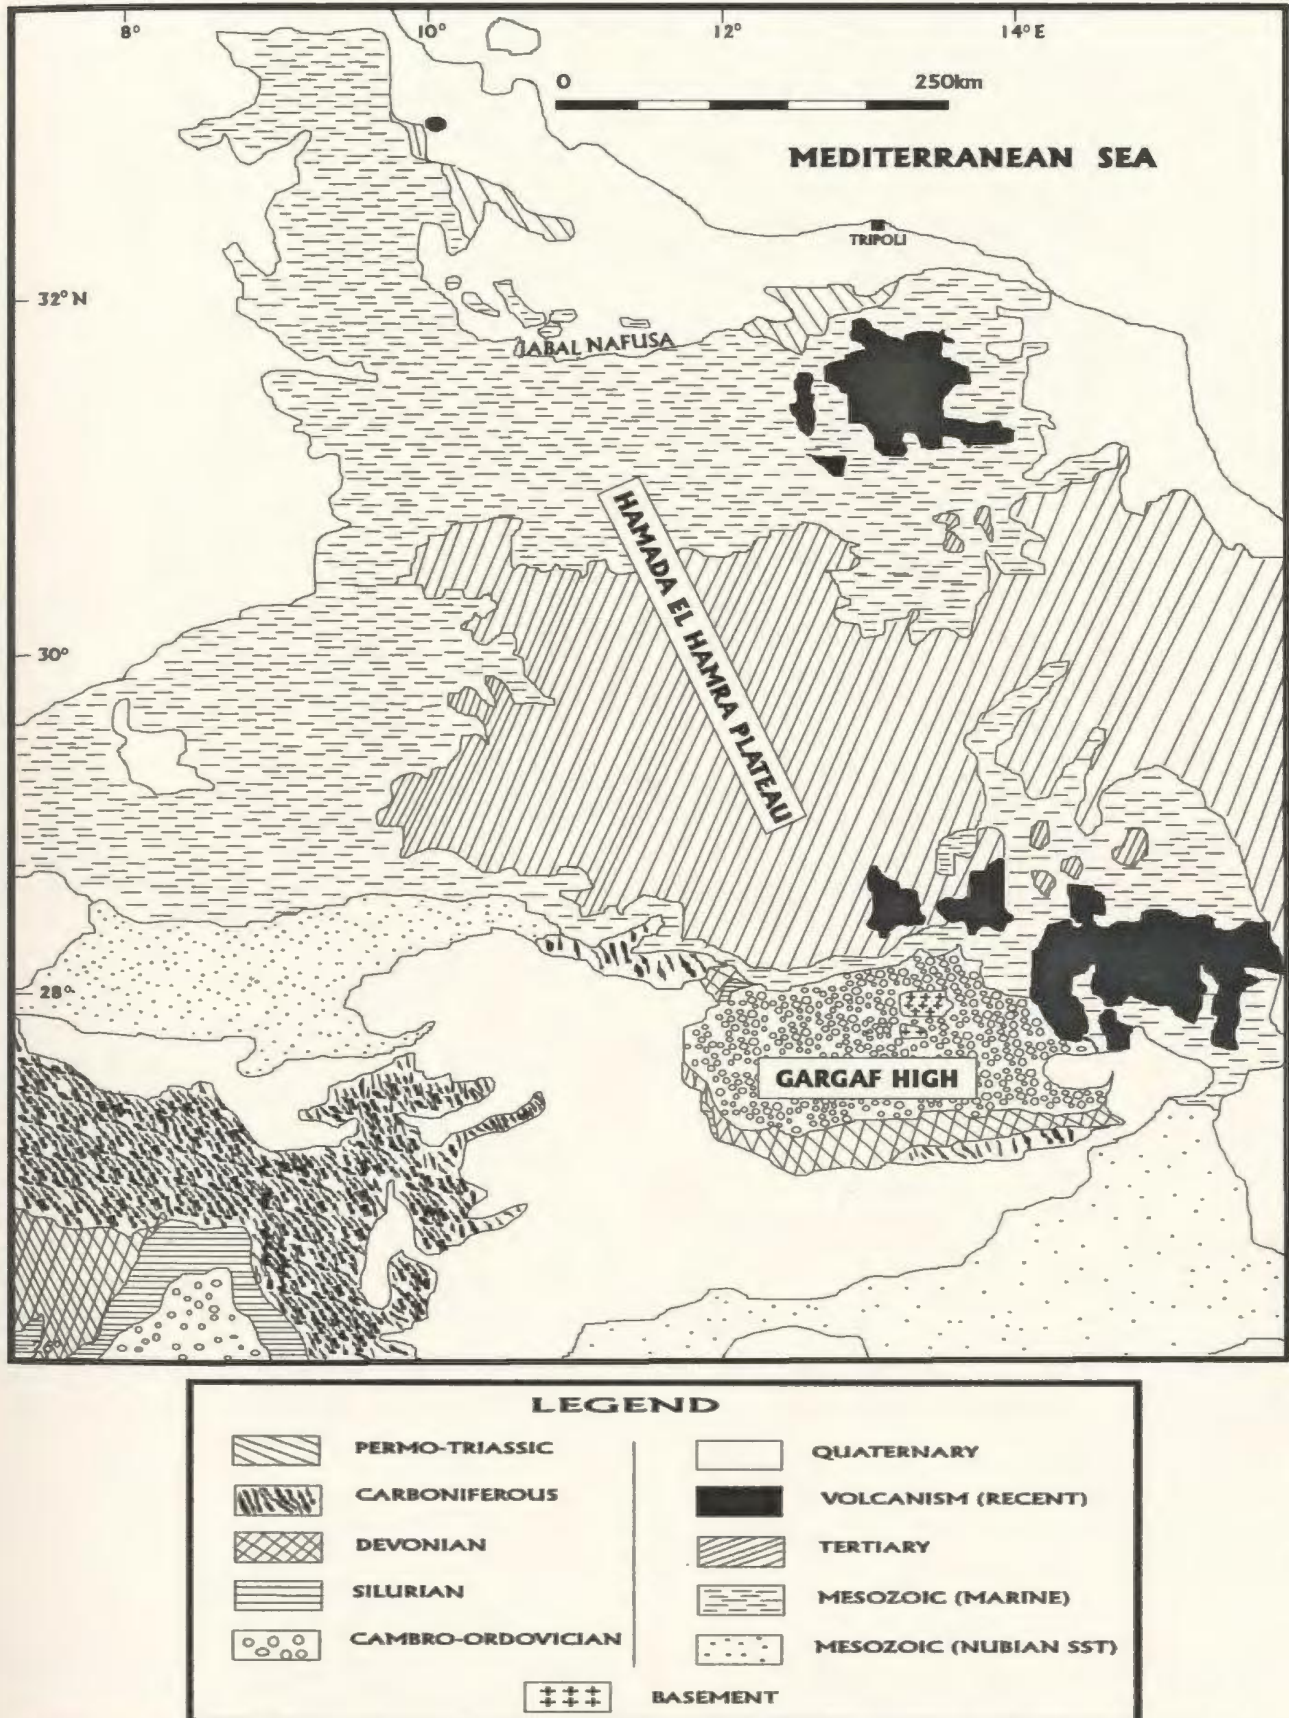 8° 10° 12° 14° E
0 250km
MEDITERRANEAN SEA
TRIPOLI
32° N
JABAL NAFUSA
HAMADA EL HAMRA PLATEAU
30°
28°
GARGAF HIGH
26°
LEGEND
PERMO-TRIASSIC
CARBONIFEROUS
DEVONIAN
SILURIAN
CAMBRO-ORDOVICIAN
QUATERNARY
VOLCANISM (RECENT)
TERTIARY
MESOZOIC (MARINE)
MESOZOIC (NUBIAN SST)
BASEMENT